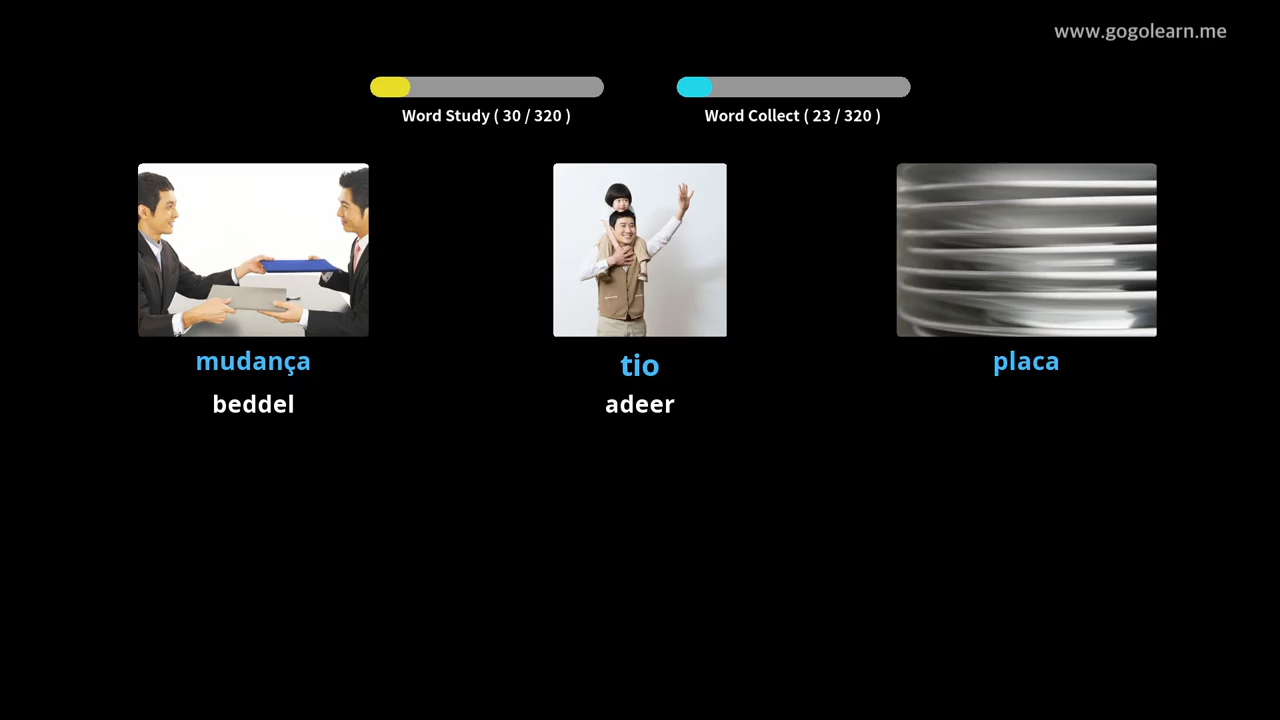 www.gogolearn.me
Word Study ( 30 / 320 )
Word Collect ( 23 / 320 )
mudança
tio
placa
beddel
adeer